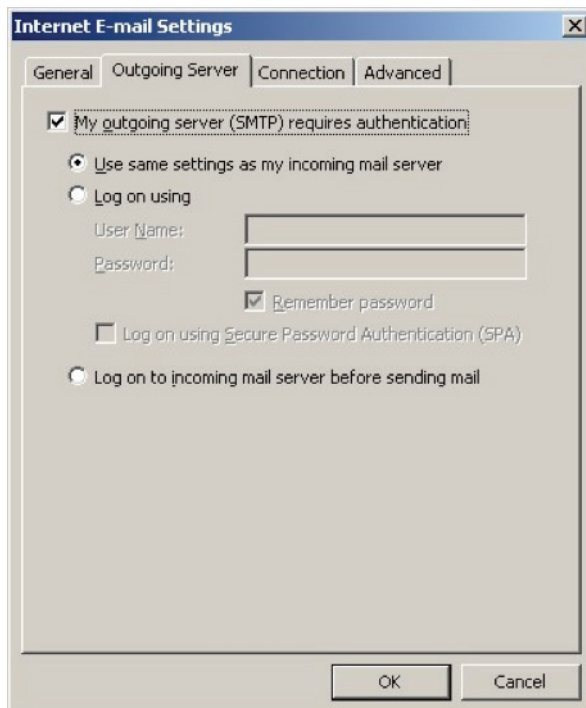 Internet E-mail Settings
General Outgoing Server Connection Advanced
My outgoing server (SMTP) requires authentication
Use same settings as my incoming mail server
Log on using
User Name:
Password:
Remember password
Log on using Secure Password Authentication (SPA)
Log on to incoming mail server before sending mail
OK Cancel